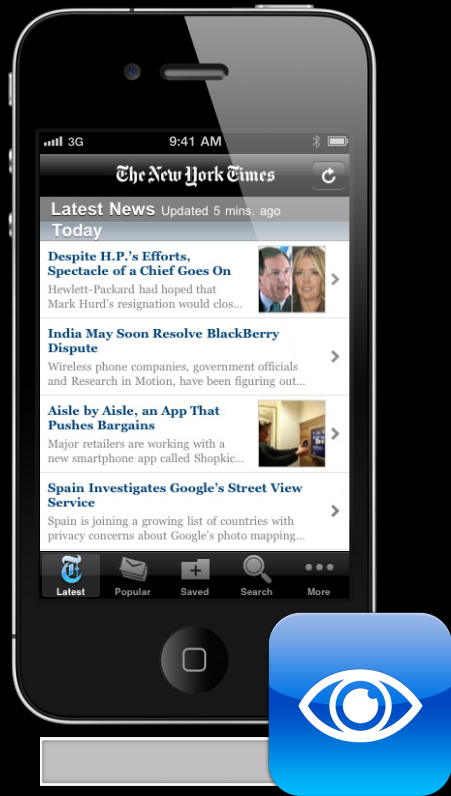 3G 9:41 AM
The New York Times
Latest News Updated 5 mins. ago
Today
Despite H.P.'s Efforts,
Spectacle of a Chief Goes On
Hewlett-Packard had hoped that
Mark Hurd's resignation would clos...
India May Soon Resolve BlackBerry
Dispute
Wireless phone companies, government officials
and Research in Motion, have been figuring out...
Aisle by Aisle, an App That
Pushes Bargains
Major retailers are working with a
new smartphone app called Shopkic...
Spain Investigates Google's Street View
Service
Spain is joining a growing list of countries with
privacy concerns about Google's photo mapping...
T
Latest Popular Saved Search More